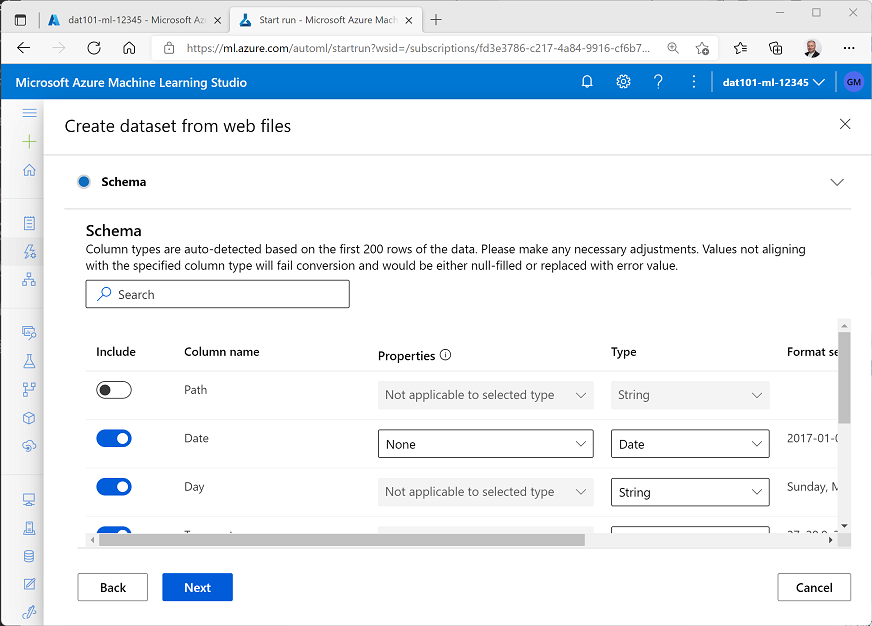 dat101-ml-12345 - Microsoft Az
Start run - Microsoft Azure Mach
https://ml.azure.com/automl/startrun?wsid=/subscriptions/fd3e3786-c217-4a84-9916-cf6b7...
Microsoft Azure Machine Learning Studio
dat101-ml-12345
GM
Create dataset from web files
Schema
Schema
Column types are auto-detected based on the first 200 rows of the data. Please make any necessary adjustments. Values not aligning
with the specified column type will fail conversion and would be either null-filled or replaced with error value.
Search
Include Column name Properties Type Format se
Path Not applicable to selected type String
Date None Date 2017-01-0
Day Not applicable to selected type String Sunday, M
Back Next Cancel